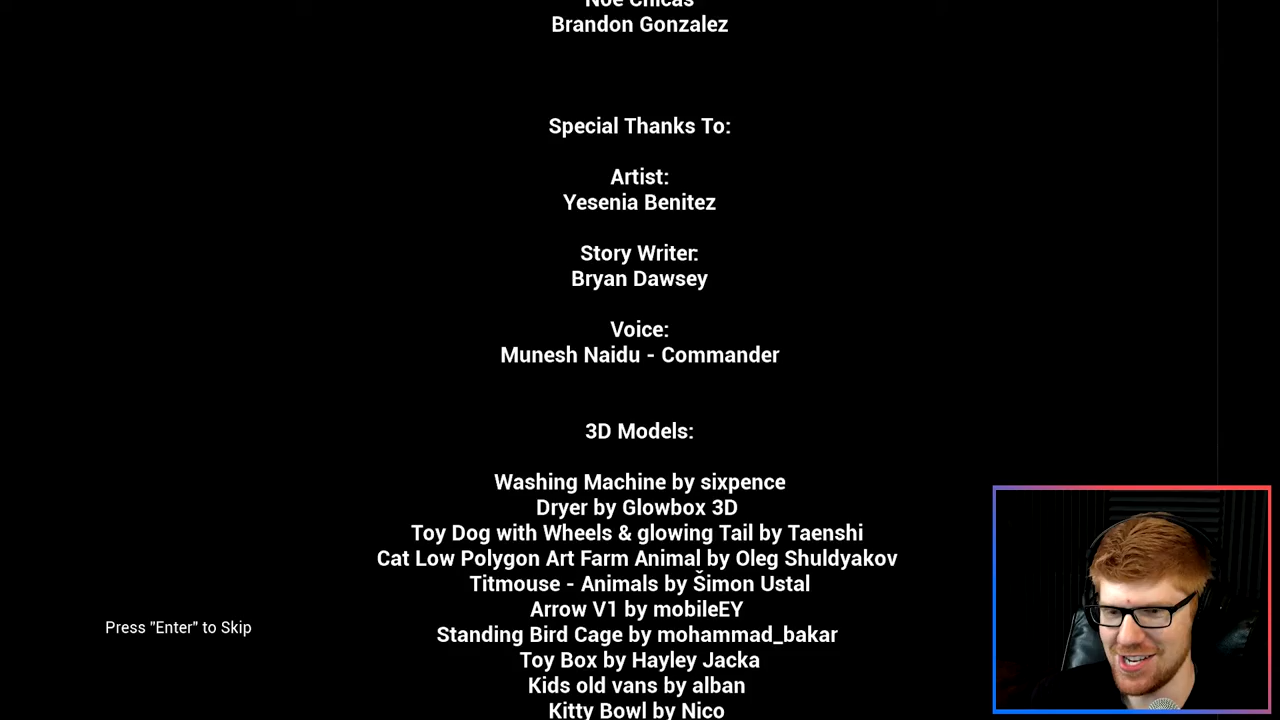 Noe Chicas
Brandon Gonzalez
Special Thanks To:
Artist:
Yesenia Benitez
Story Writer:
Bryan Dawsey
Voice:
Munesh Naidu - Commander
3D Models:
Washing Machine by sixpence
Dryer by Glowbox 3D
Toy Dog with Wheels & glowing Tail by Taenshi
Cat Low Polygon Art Farm Animal by Oleg Shuldyakov
Titmouse - Animals by Šimon Ustal
Arrow V1 by mobileEY
Standing Bird Cage by mohammad_bakar
Toy Box by Hayley Jacka
Kids old vans by alban
Kitty Bowl by Nico
Press "Enter" to Skip